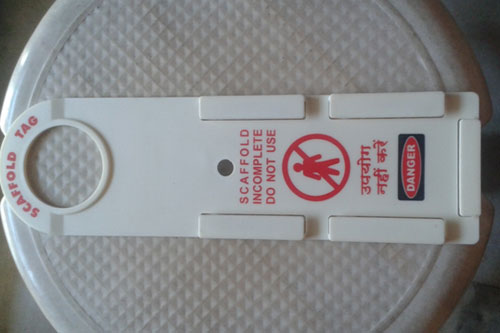 SCAFFOLD TAG
SCAFFOLD
INCOMPLETE
DO NOT USE
उपयोग
नहीं करें
DANGER